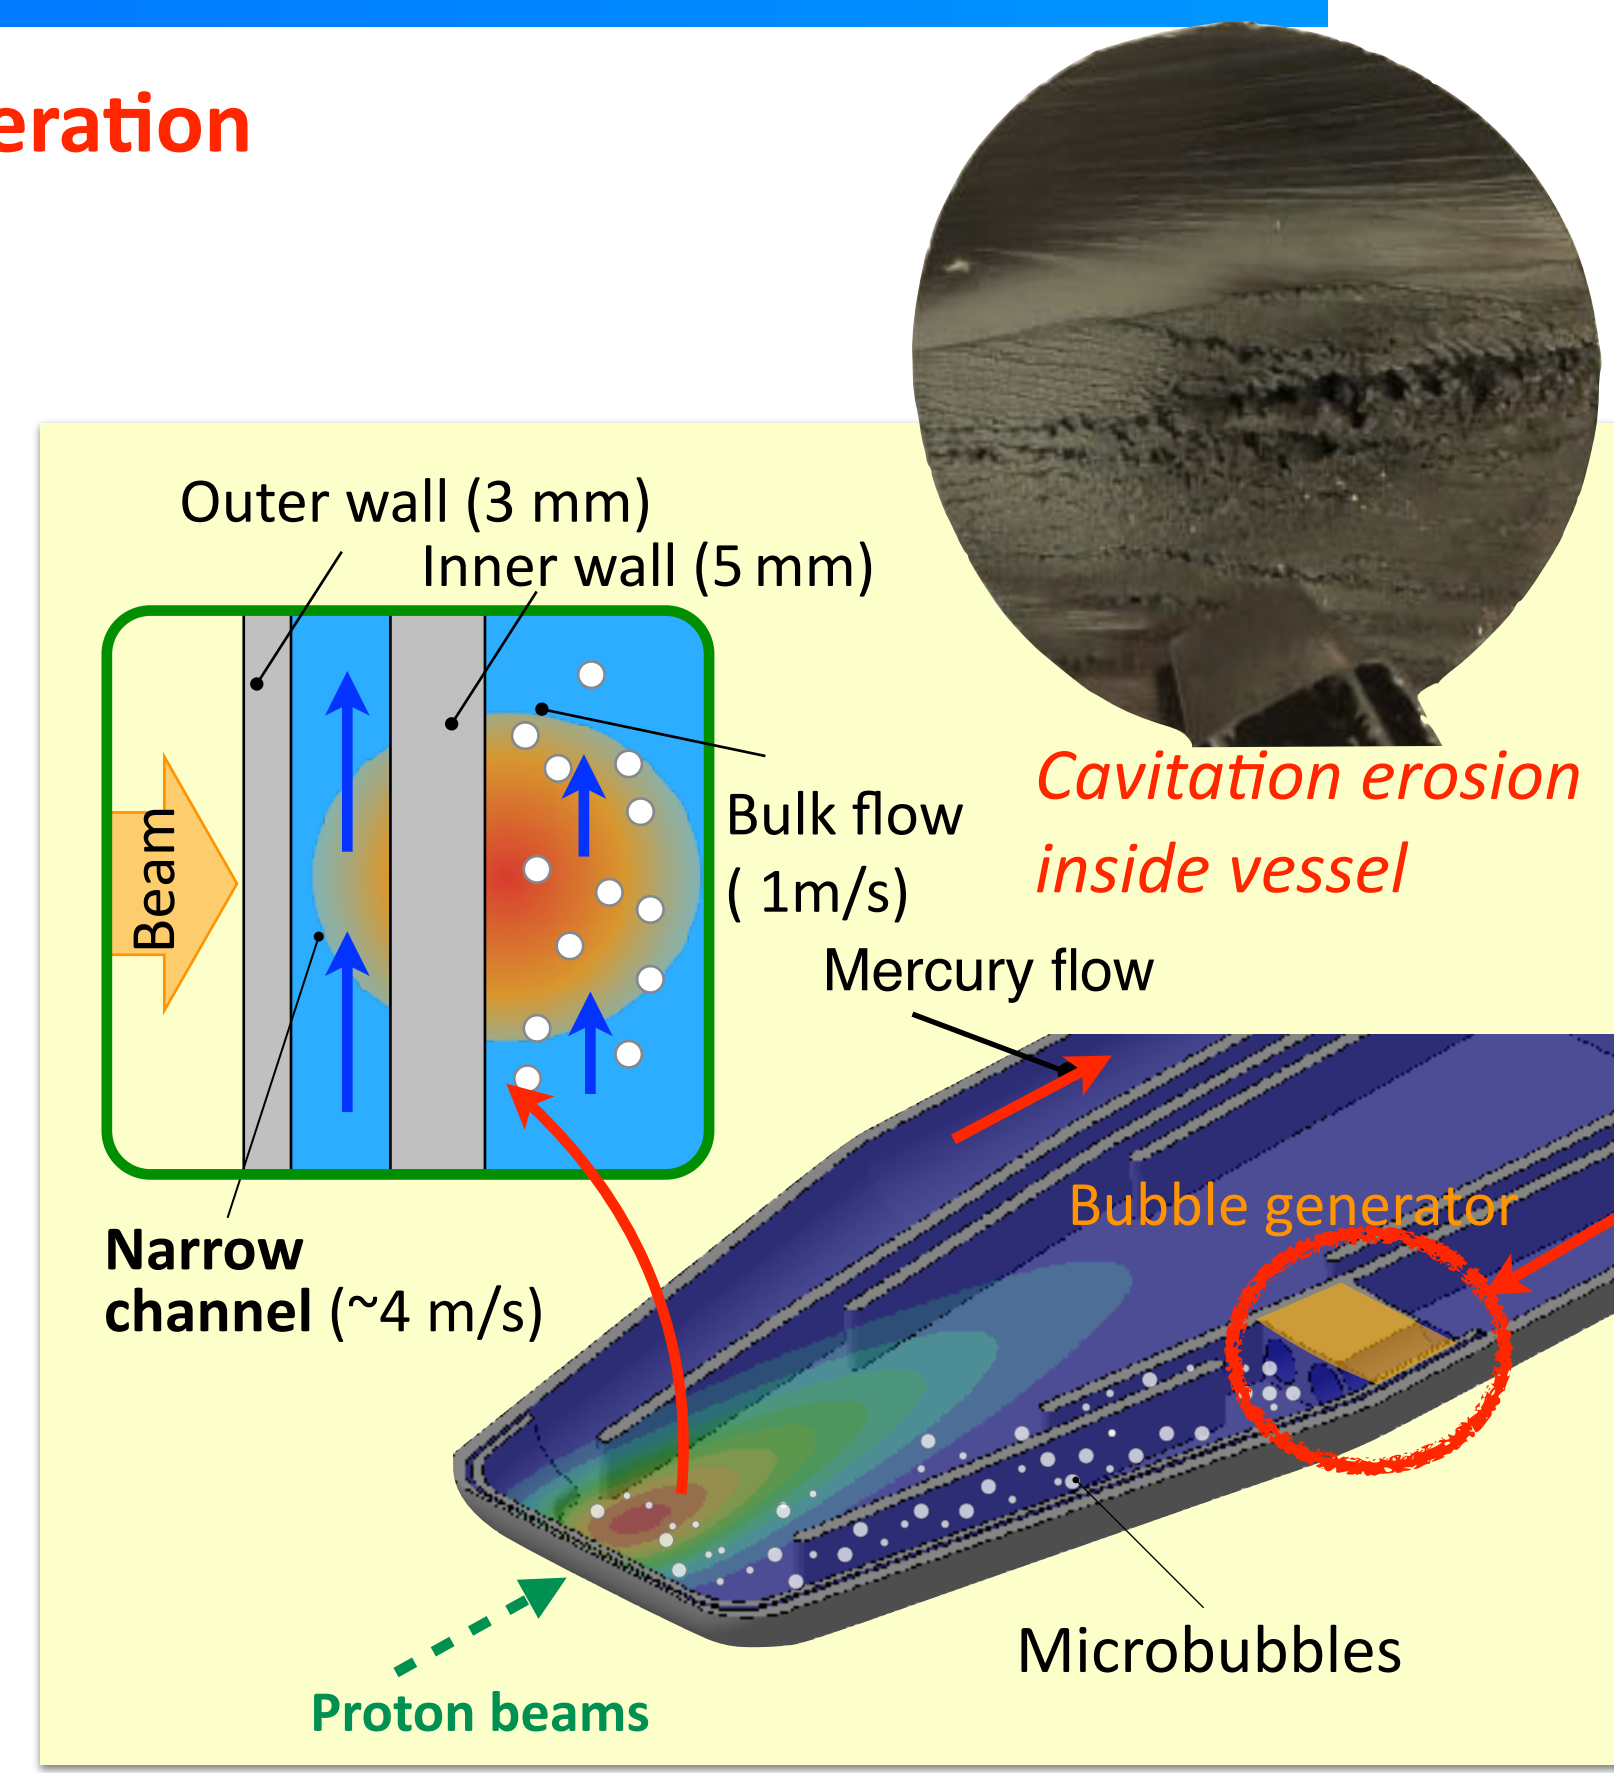 eration
Outer wall (3 mm)
Inner wall (5 mm)
Beam
Bulk flow
( 1m/s)
Cavitation erosion
inside vessel
Mercury flow
Bubble generator
Narrow
channel (~4 m/s)
Microbubbles
Proton beams